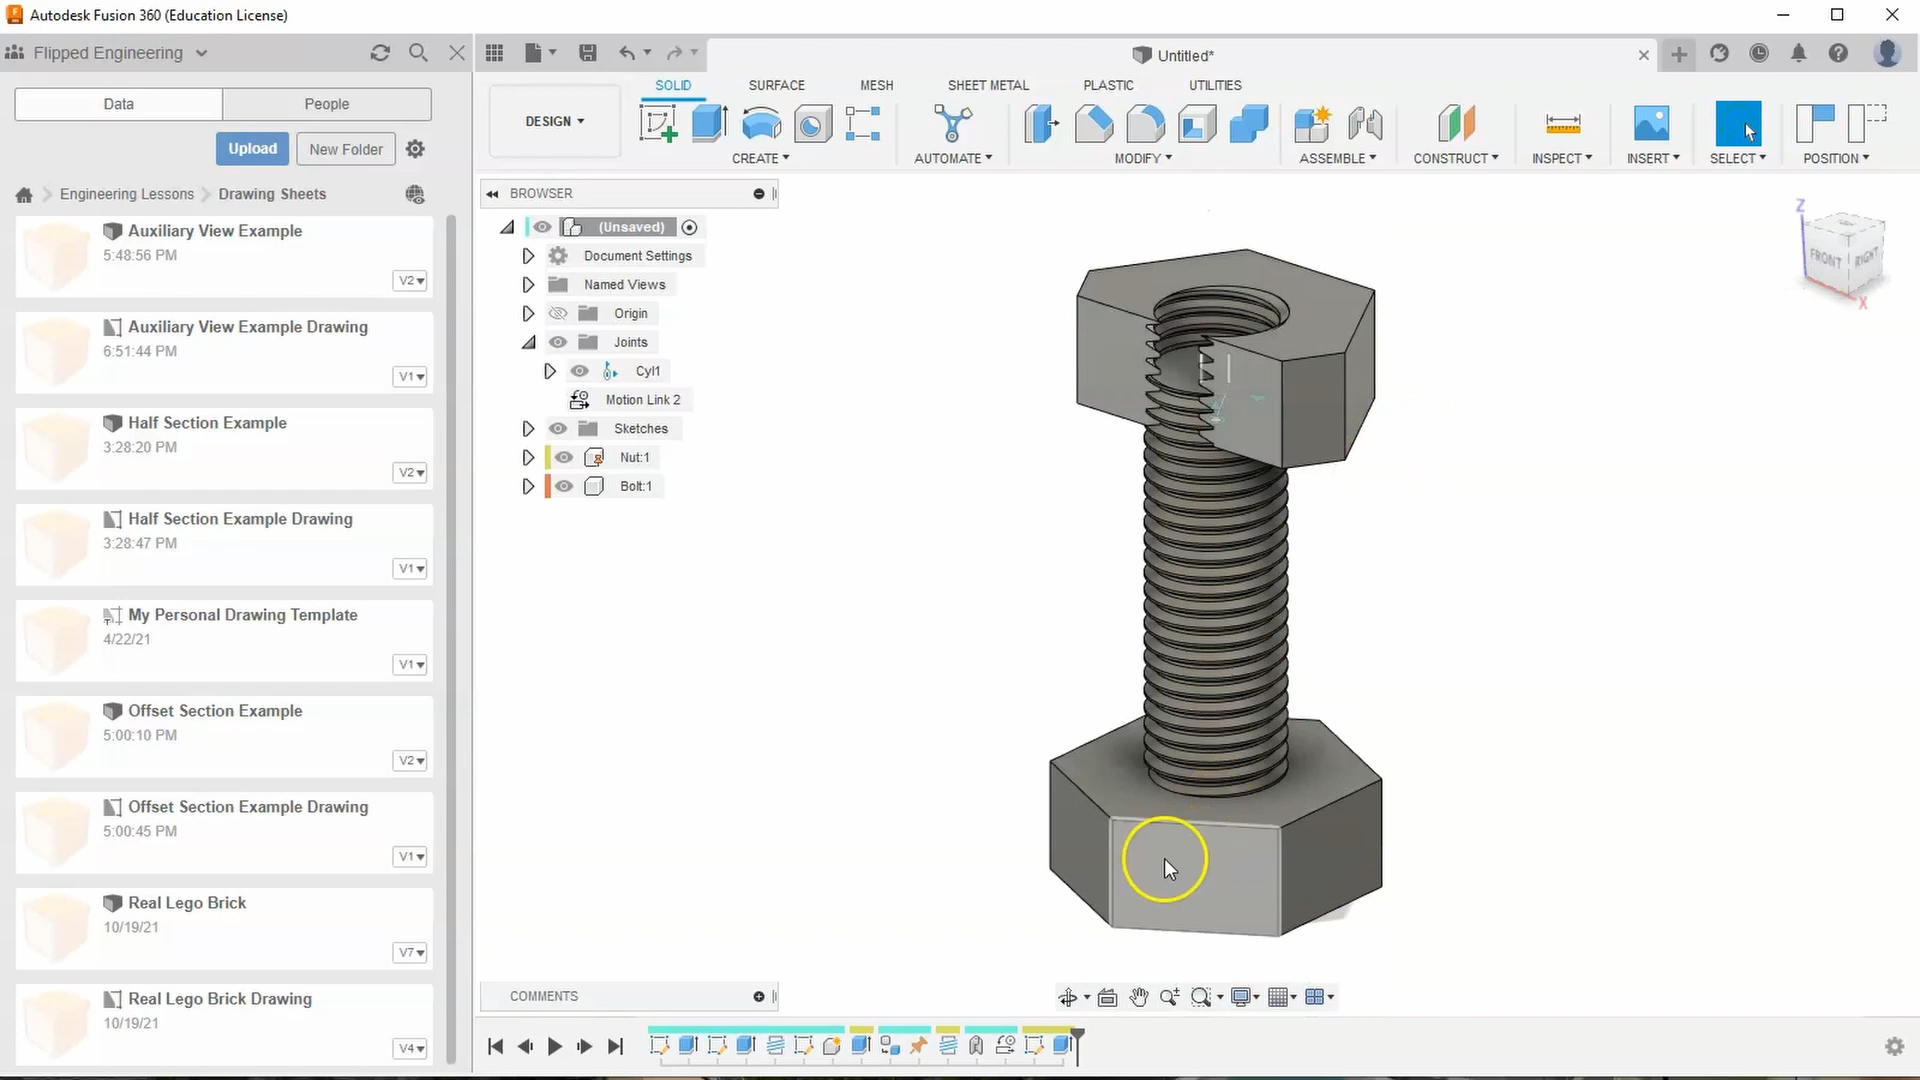 Autodesk Fusion 360 (Education License)
Flipped Engineering
Untitled*
Data
People
Upload
New Folder
Engineering Lessons
Drawing Sheets
Auxiliary View Example
5:48:56 PM
V2
Auxiliary View Example Drawing
6:51:44 PM
V1
Half Section Example
3:28:20 PM
V2
Half Section Example Drawing
3:28:47 PM
V1
My Personal Drawing Template
4/22/21
V1
Offset Section Example
5:00:10 PM
V2
Offset Section Example Drawing
5:00:45 PM
V1
Real Lego Brick
10/19/21
V7
Real Lego Brick Drawing
10/19/21
V4
DESIGN
SOLID
SURFACE
MESH
SHEET METAL
PLASTIC
UTILITIES
CREATE
AUTOMATE
MODIFY
ASSEMBLE
CONSTRUCT
INSPECT
INSERT
SELECT
POSITION
BROWSER
(Unsaved)
Document Settings
Named Views
Origin
Joints
Cyl1
Motion Link 2
Sketches
Nut:1
Bolt:1
Z
FRONT
RIGHT
X
COMMENTS